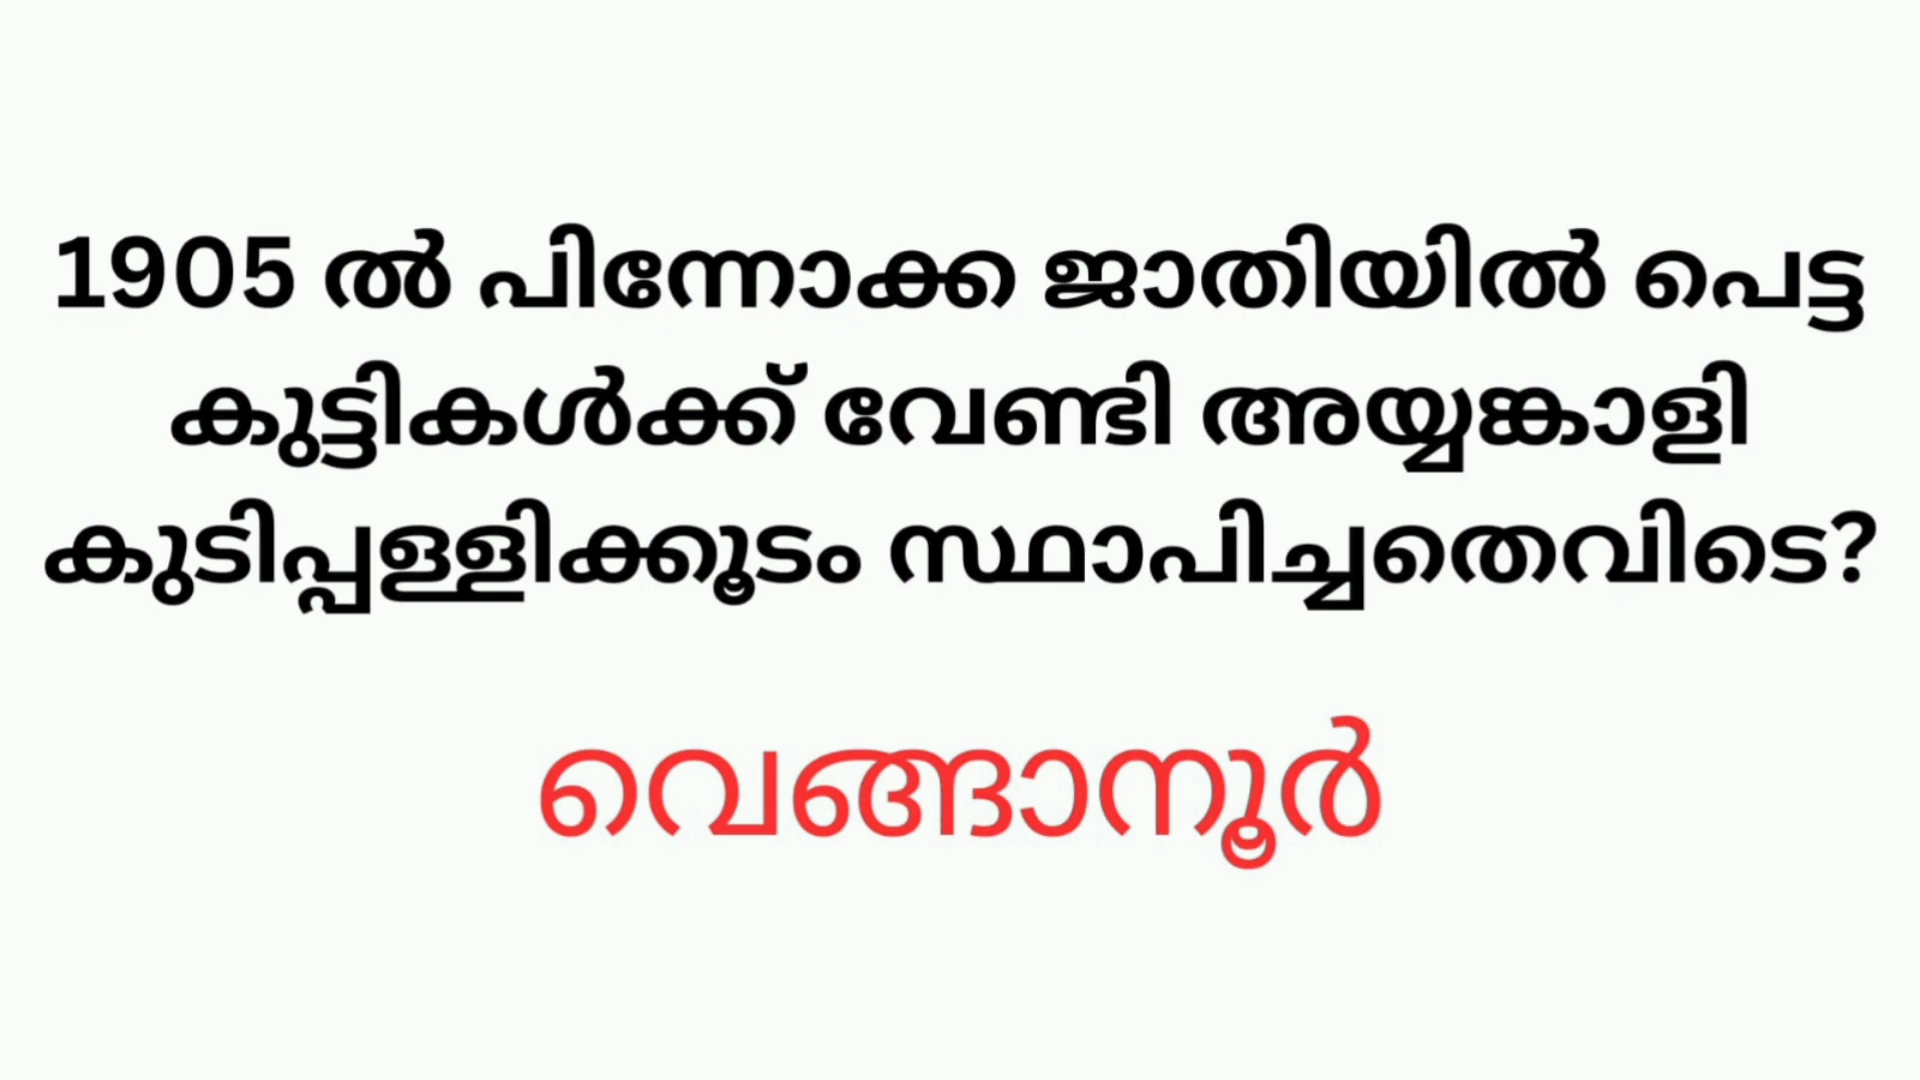 1905 ൽ പിന്നോക്ക ജാതിയിൽ പെട്ട
കുട്ടികൾക്ക് വേണ്ടി അയ്യങ്കാളി
കുടിപ്പള്ളിക്കൂടം സ്ഥാപിച്ചതെവിടെ?
വെങ്ങാനൂർ